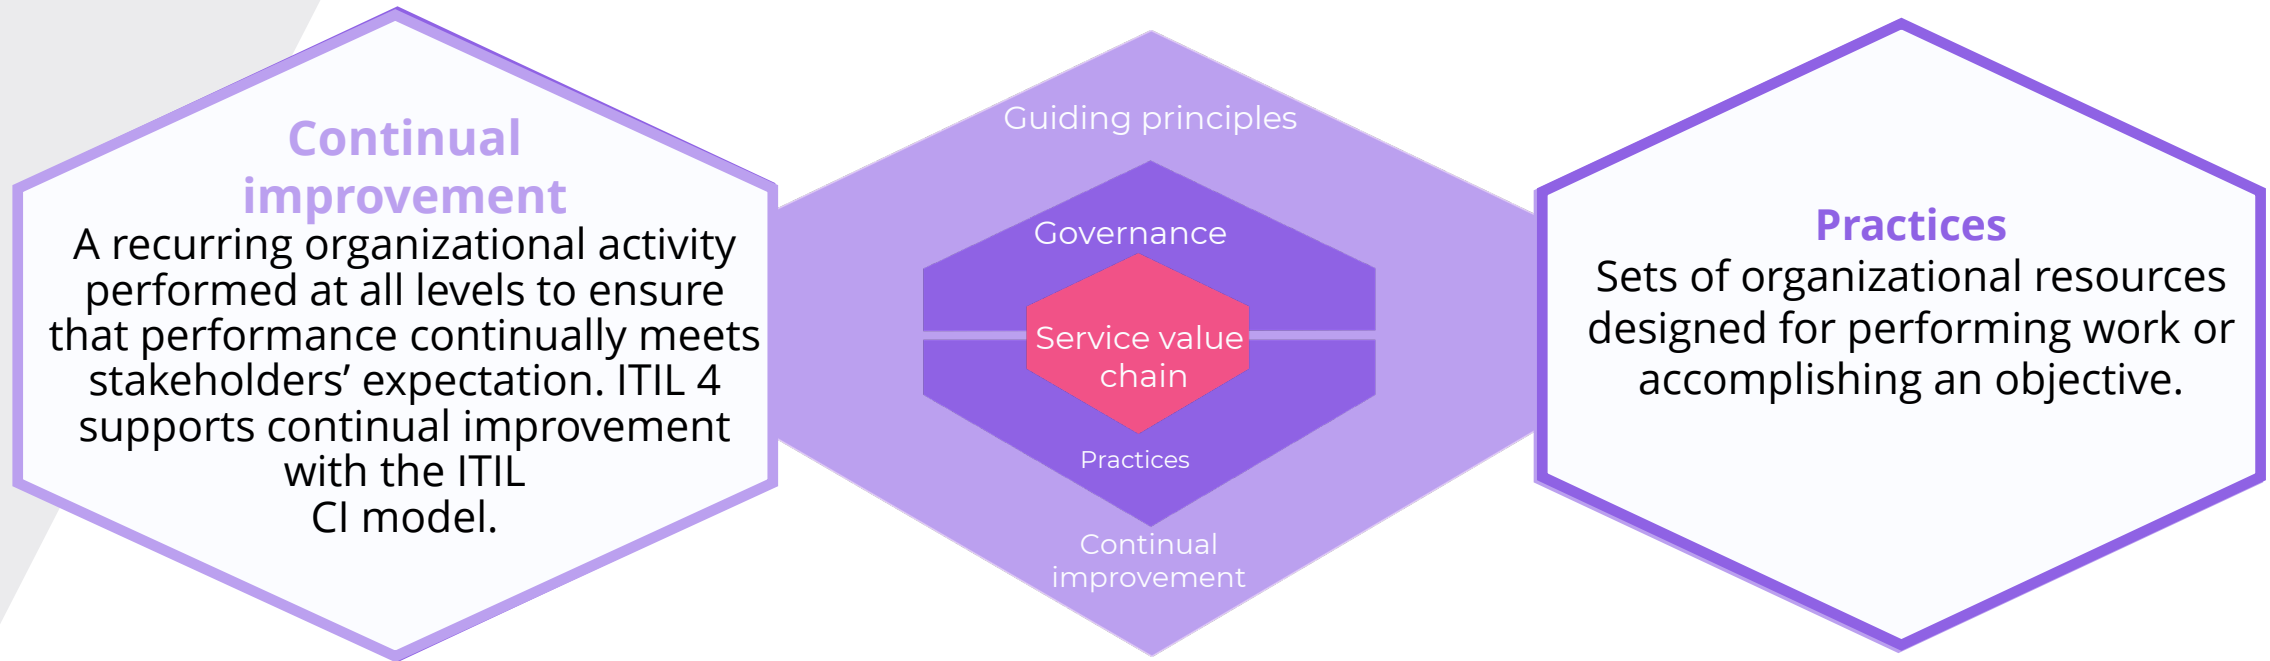 Continual
improvement
A recurring organizational activity
performed at all levels to ensure
that performance continually meets
stakeholders’ expectation. ITIL 4
supports continual improvement
with the ITIL
CI model.
Guiding principles
Governance
Service value
chain
Practices
Continual
improvement
Practices
Sets of organizational resources
designed for performing work or
accomplishing an objective.